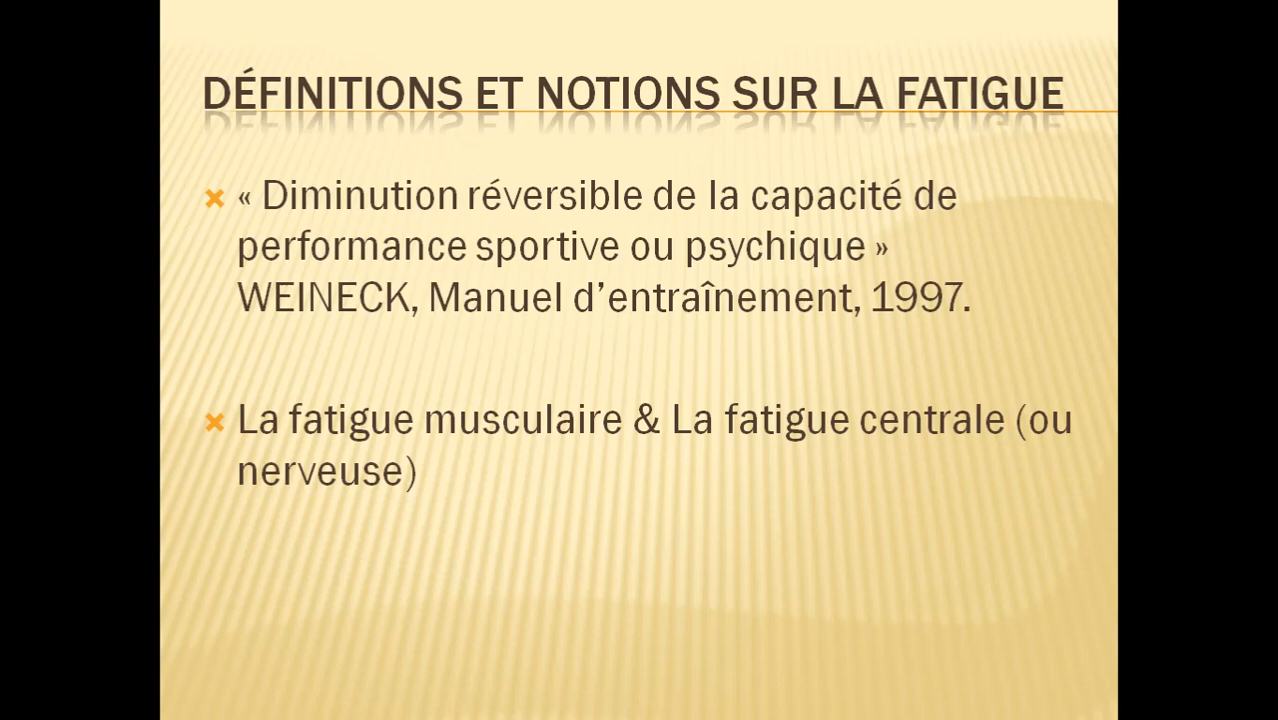 DÉFINITIONS ET NOTIONS SUR LA FATIGUE
« Diminution réversible de la capacité de
performance sportive ou psychique »
WEINECK, Manuel d’entraînement, 1997.
La fatigue musculaire & La fatigue centrale (ou
nerveuse)